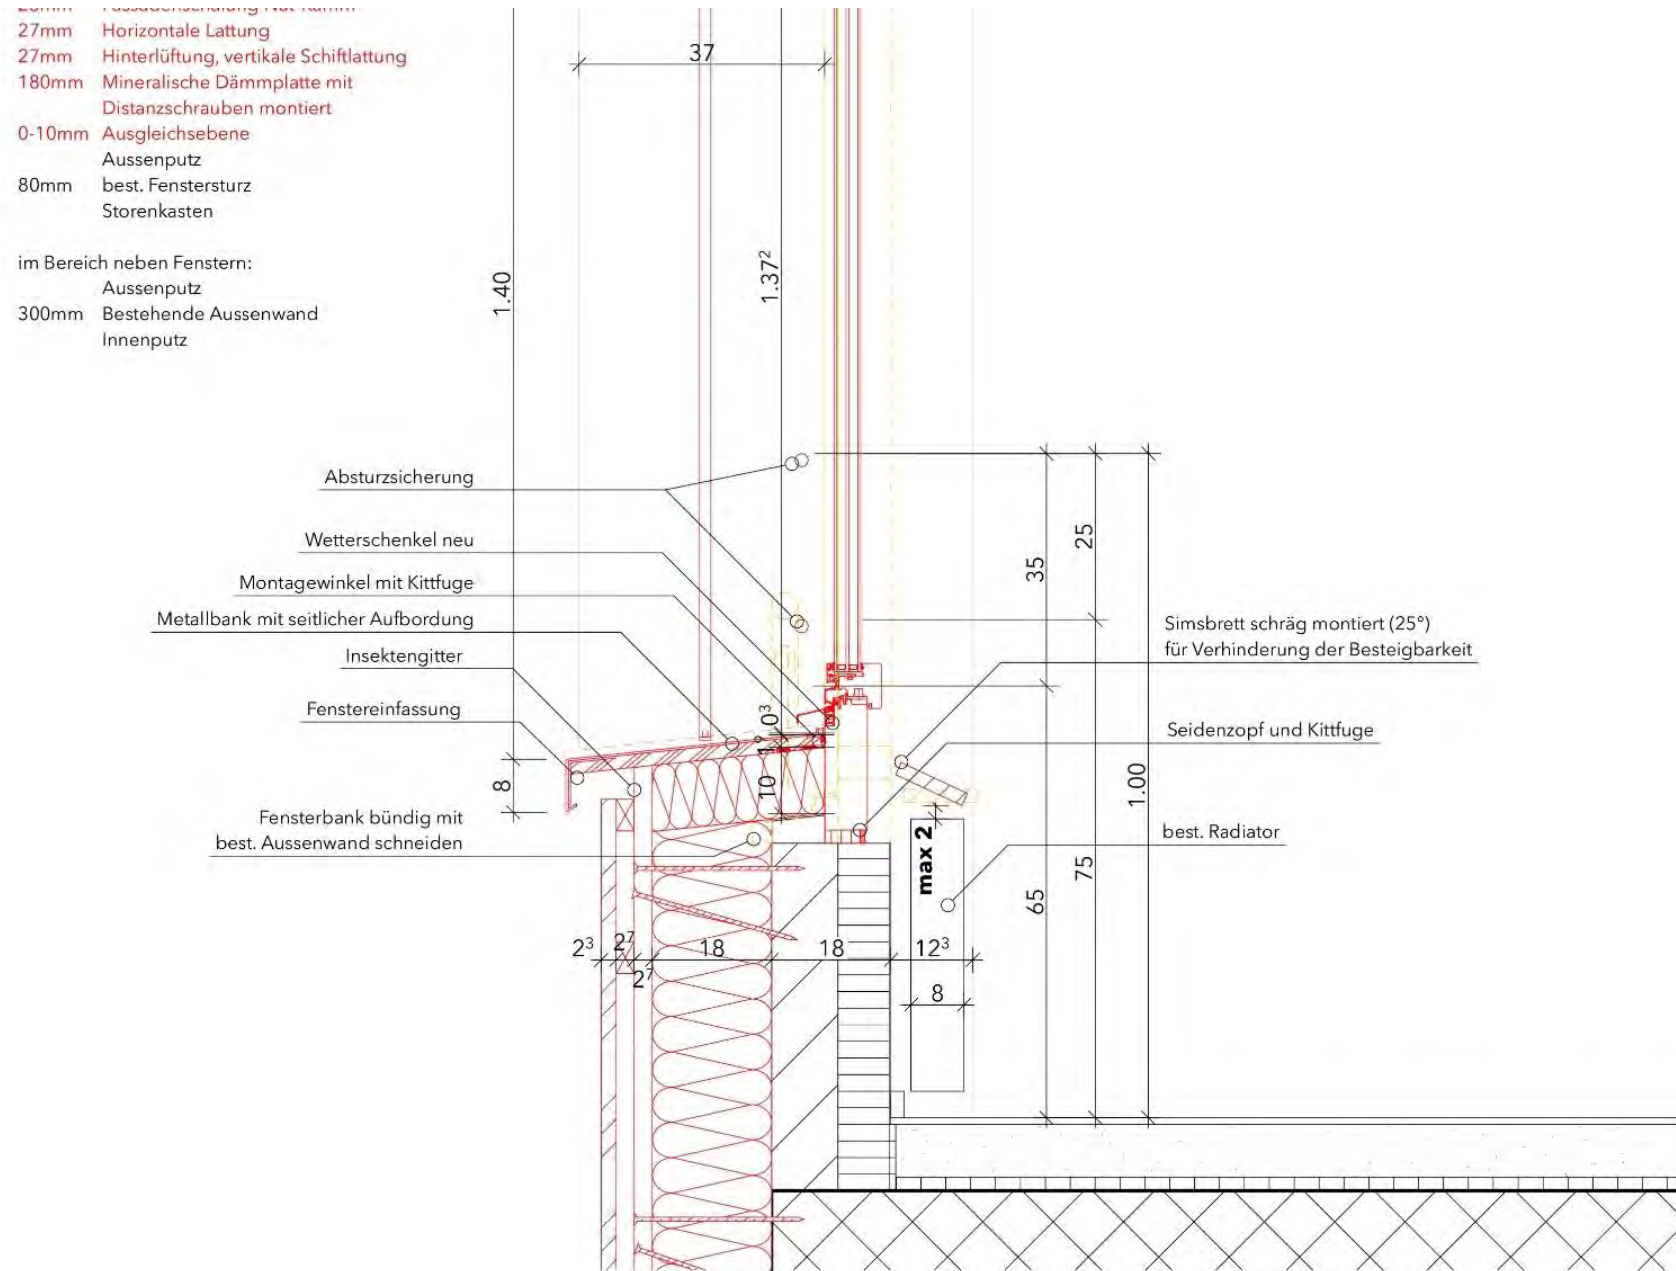 27mm Horizontale Lattung
27mm Hinterlüftung, vertikale Schiftlattung
180mm Mineralische Dämmplatte mit
Distanzschrauben montiert
0-10mm Ausgleichsebene
Aussenputz
80mm best. Fenstersturz
Storenkasten
im Bereich neben Fenstern:
Aussenputz
300mm Bestehende Aussenwand
Innenputz
37
1.40
1.37²
Absturzsicherung
Wetterschenkel neu
Montagewinkel mit Kittfuge
Metallbank mit seitlicher Aufbordung
Insektengitter
Fenstereinfassung
8
Fensterbank bündig mit
best. Aussenwand schneiden
10
35
25
1.00
65
75
Simsbrett schräg montiert (25°)
für Verhinderung der Besteigbarkeit
Seidenzopf und Kittfuge
best. Radiator
max 2
2³
2⁷
2⁷
18
18
12³
8